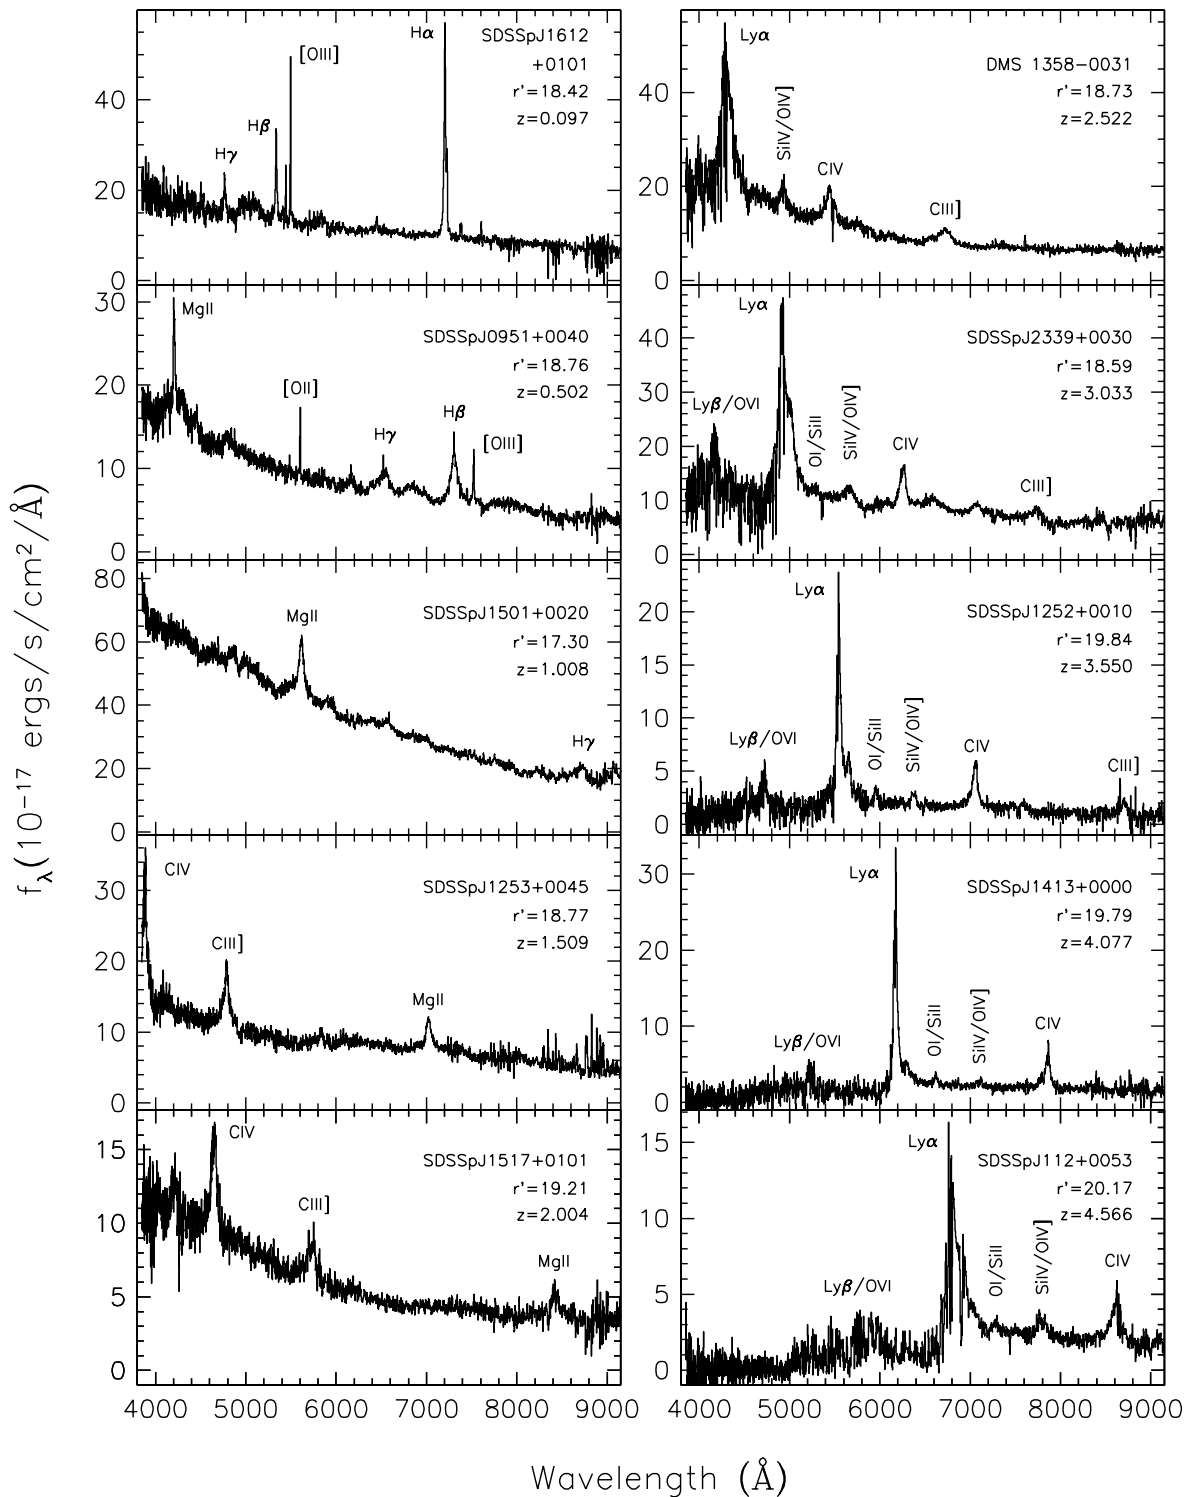 fλ(10−17 ergs/s/cm2/Å)
SDSSpJ1612
+0101
r'=18.42
z=0.097
Hγ
Hβ
[OIII]
Hα
40
20
0
SDSSpJ0951+0040
r'=18.76
z=0.502
MgII
[OII]
Hγ
Hβ
[OIII]
30
20
10
0
SDSSpJ1501+0020
r'=17.30
z=1.008
MgII
Hγ
80
60
40
20
0
SDSSpJ1253+0045
r'=18.77
z=1.509
CIV
CIII]
MgII
30
20
10
0
SDSSpJ1517+0101
r'=19.21
z=2.004
CIV
CIII]
MgII
15
10
5
0
4000 5000 6000 7000 8000 9000
DMS 1358−0031
r'=18.73
z=2.522
Lyα
SiIV/OIV]
CIV
CIII]
40
20
0
SDSSpJ2339+0030
r'=18.59
z=3.033
Lyβ/OVI
Lyα
OI/SiII
SiIV/OIV]
CIV
CIII]
40
30
20
10
0
SDSSpJ1252+0010
r'=19.84
z=3.550
Lyβ/OVI
Lyα
OI/SiII
SiIV/OIV]
CIV
CIII]
20
15
10
5
0
SDSSpJ1413+0000
r'=19.79
z=4.077
Lyβ/OVI
Lyα
OI/SiII
SiIV/OIV]
CIV
30
20
10
0
SDSSpJ112+0053
r'=20.17
z=4.566
Lyβ/OVI
Lyα
OI/SiII
SiIV/OIV]
CIV
15
10
5
0
4000 5000 6000 7000 8000 9000
Wavelength (Å)